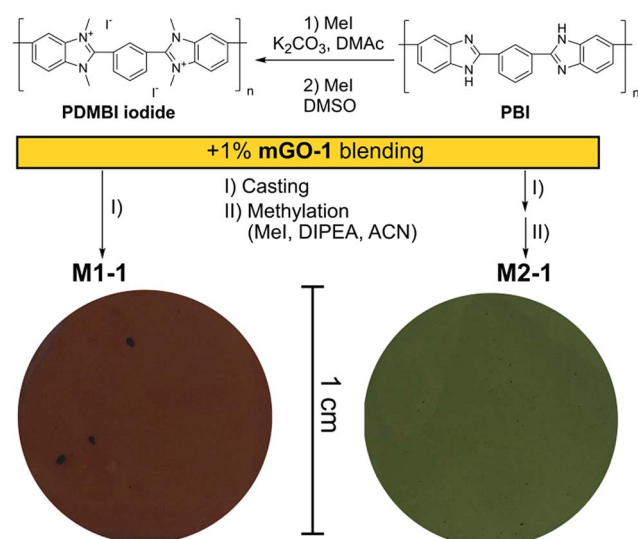 I⁻
N⁺
N
N
N⁺
I⁻
n
PDMBI iodide
1) MeI
K₂CO₃, DMAc
2) MeI
DMSO
N
N
H
H
N
N
n
PBI
+1% mGO-1 blending
I)
I) Casting
II) Methylation
(MeI, DIPEA, ACN)
I)
II)
M1-1
M2-1
1 cm